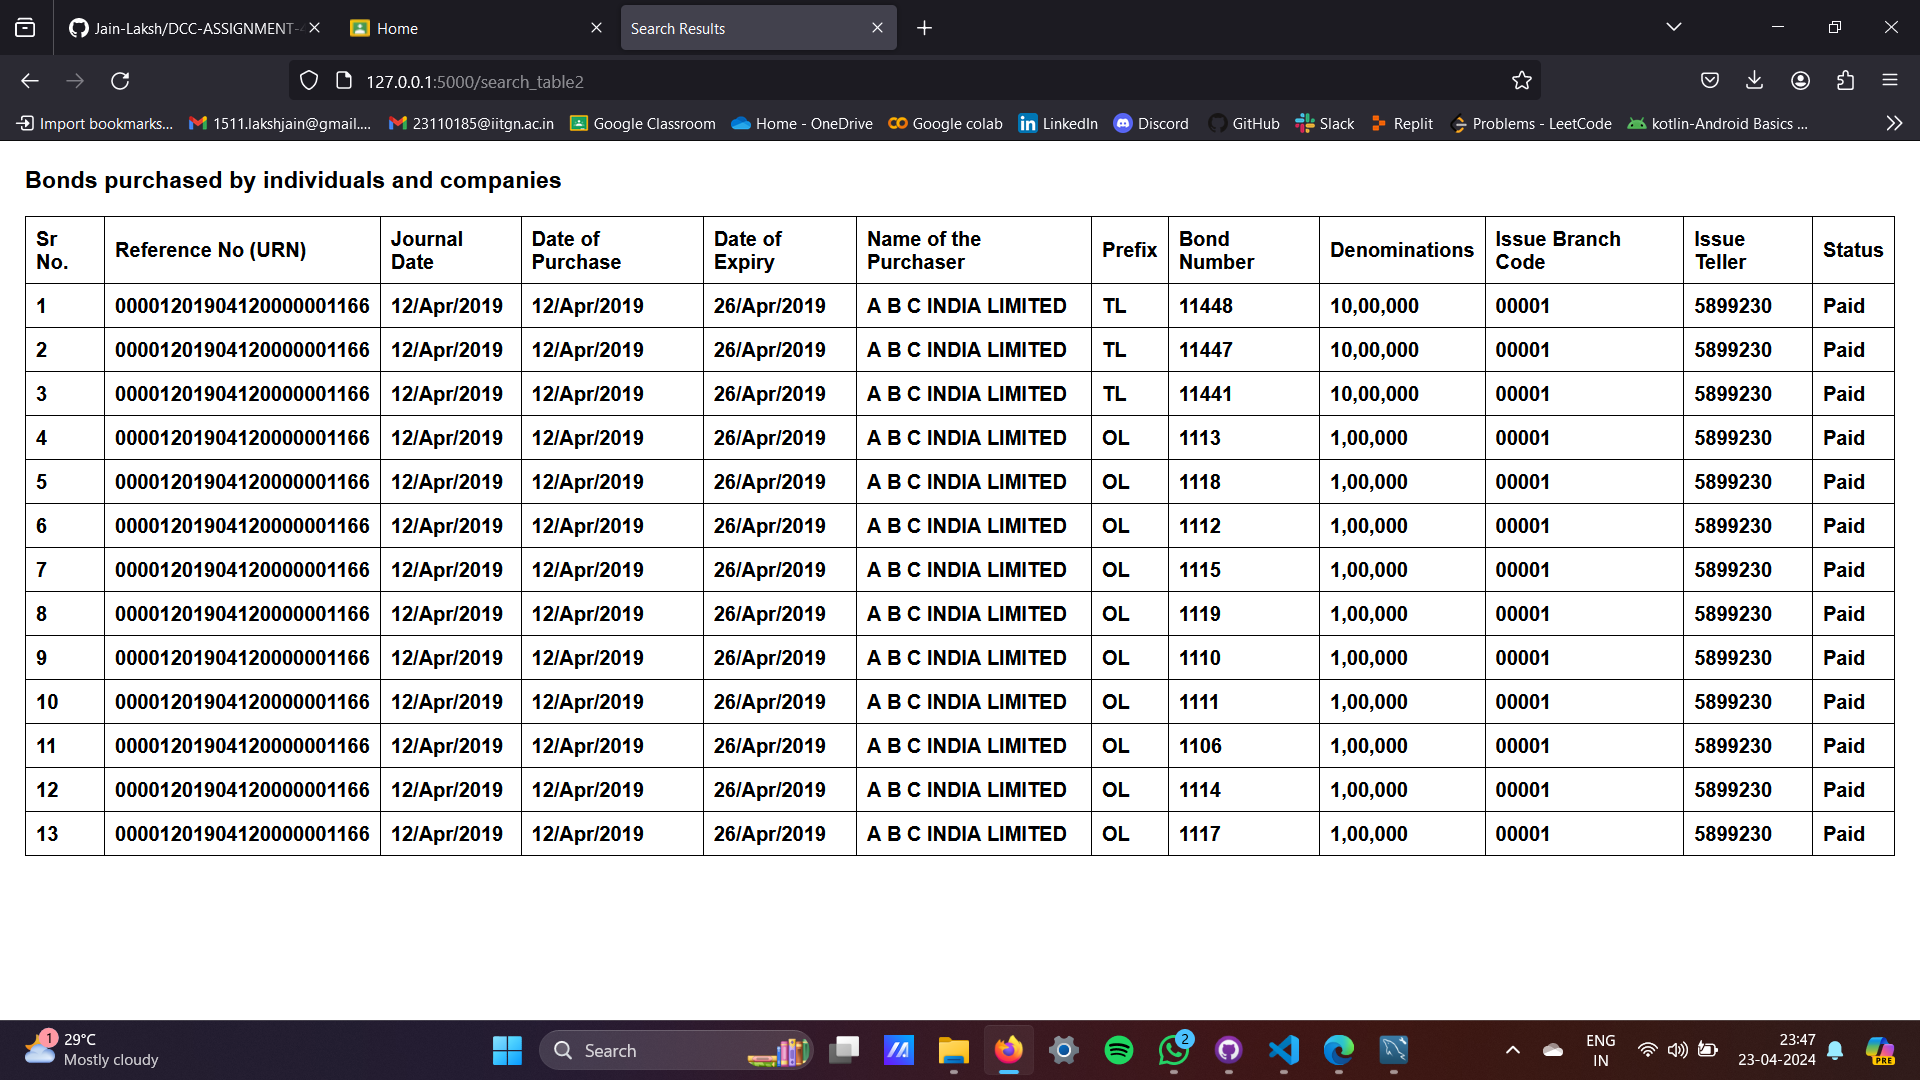 Jain-Laksh/DCC-ASSIGNMENT-4
Home
Search Results
127.0.0.1:5000/search_table2
Import bookmarks... 1511.lakshjain@gmail.... 23110185@iitgn.ac.in Google Classroom Home - OneDrive Google colab LinkedIn Discord GitHub Slack Replit Problems - LeetCode kotlin-Android Basics ...
Bonds purchased by individuals and companies
Sr No. Reference No (URN) Journal Date Date of Purchase Date of Expiry Name of the Purchaser Prefix Bond Number Denominations Issue Branch Code Issue Teller Status
1 00001201904120000001166 12/Apr/2019 12/Apr/2019 26/Apr/2019 A B C INDIA LIMITED TL 11448 10,00,000 00001 5899230 Paid
2 00001201904120000001166 12/Apr/2019 12/Apr/2019 26/Apr/2019 A B C INDIA LIMITED TL 11447 10,00,000 00001 5899230 Paid
3 00001201904120000001166 12/Apr/2019 12/Apr/2019 26/Apr/2019 A B C INDIA LIMITED TL 11441 10,00,000 00001 5899230 Paid
4 00001201904120000001166 12/Apr/2019 12/Apr/2019 26/Apr/2019 A B C INDIA LIMITED OL 1113 1,00,000 00001 5899230 Paid
5 00001201904120000001166 12/Apr/2019 12/Apr/2019 26/Apr/2019 A B C INDIA LIMITED OL 1118 1,00,000 00001 5899230 Paid
6 00001201904120000001166 12/Apr/2019 12/Apr/2019 26/Apr/2019 A B C INDIA LIMITED OL 1112 1,00,000 00001 5899230 Paid
7 00001201904120000001166 12/Apr/2019 12/Apr/2019 26/Apr/2019 A B C INDIA LIMITED OL 1115 1,00,000 00001 5899230 Paid
8 00001201904120000001166 12/Apr/2019 12/Apr/2019 26/Apr/2019 A B C INDIA LIMITED OL 1119 1,00,000 00001 5899230 Paid
9 00001201904120000001166 12/Apr/2019 12/Apr/2019 26/Apr/2019 A B C INDIA LIMITED OL 1110 1,00,000 00001 5899230 Paid
10 00001201904120000001166 12/Apr/2019 12/Apr/2019 26/Apr/2019 A B C INDIA LIMITED OL 1111 1,00,000 00001 5899230 Paid
11 00001201904120000001166 12/Apr/2019 12/Apr/2019 26/Apr/2019 A B C INDIA LIMITED OL 1106 1,00,000 00001 5899230 Paid
12 00001201904120000001166 12/Apr/2019 12/Apr/2019 26/Apr/2019 A B C INDIA LIMITED OL 1114 1,00,000 00001 5899230 Paid
13 00001201904120000001166 12/Apr/2019 12/Apr/2019 26/Apr/2019 A B C INDIA LIMITED OL 1117 1,00,000 00001 5899230 Paid
1
29°C
Mostly cloudy
Search
2
ENG
IN
23:47
23-04-2024
PRE